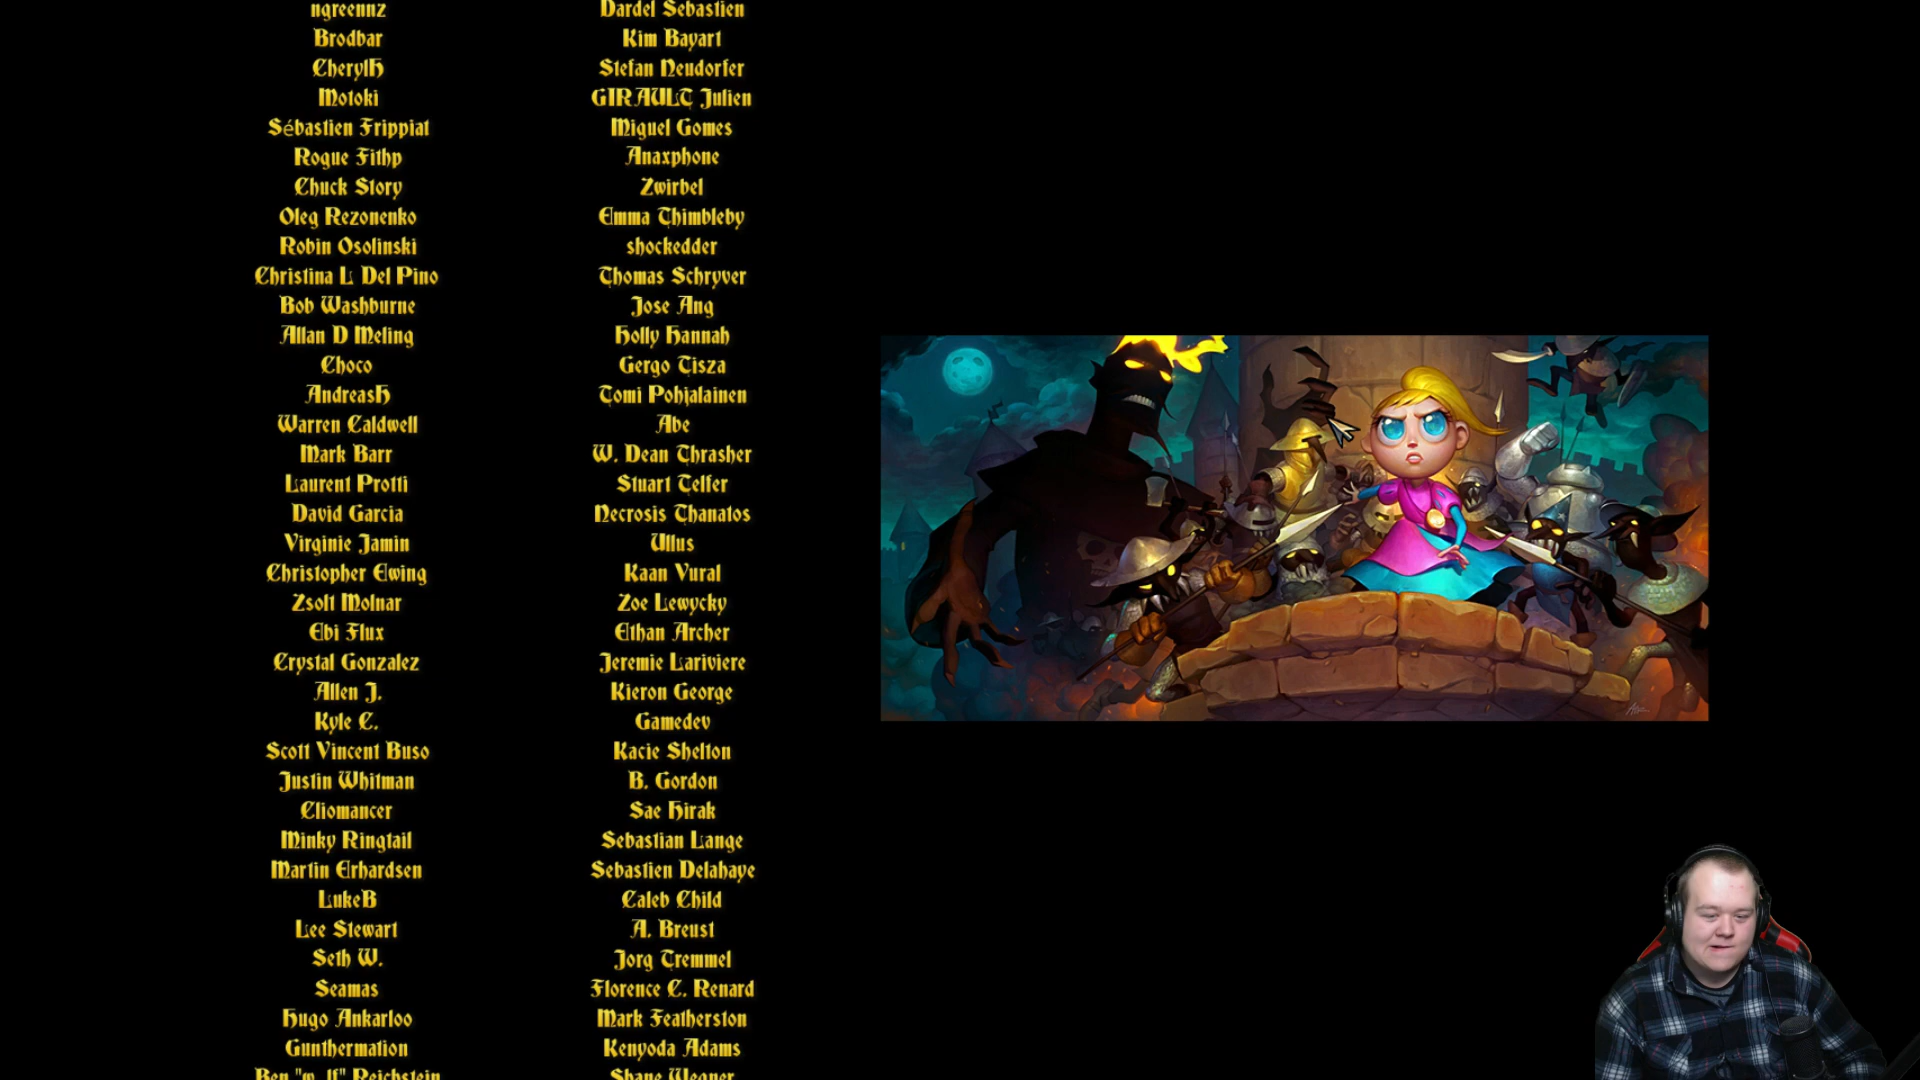 ngreennz
Brodbar
CherylH
Motoki
Sébastien Frippiat
Rogue Fithp
Chuck Story
Oleg Rezonenko
Robin Osolinski
Christina L Del Pino
Bob Washburne
Allan D Meling
Choco
AndreasH
Warren Caldwell
Mark Barr
Laurent Protti
David Garcia
Virginie Jamin
Christopher Ewing
Zsolt Molnar
Ebi Flux
Crystal Gonzalez
Allen J.
Kyle C.
Scott Vincent Buso
Justin Whitman
Cliomancer
Minky Ringtail
Martin Erhardsen
LukeB
Lee Stewart
Seth W.
Seamas
Hugo Ankarloo
Gunthermation
Ben "w_lf" Reichstein
Dardel Sebastien
Kim Bayart
Stefan Neudorfer
GIRAULT Julien
Miguel Gomes
Anaxphone
Zwirbel
Emma Thimbleby
shockedder
Thomas Schryver
Jose Ang
Holly Hannah
Gergo Tisza
Tomi Pohjalainen
Abe
W. Dean Thrasher
Stuart Telfer
Necrosis Thanatos
Ullus
Kaan Vural
Zoe Lewycky
Ethan Archer
Jeremie Lariviere
Kieron George
Gamedev
Kacie Shelton
B. Gordon
Sae Hirak
Sebastian Lange
Sebastien Delahaye
Caleb Child
A. Breust
Jorg Tremmel
Florence C. Renard
Mark Featherston
Kenyoda Adams
Shane Wegner